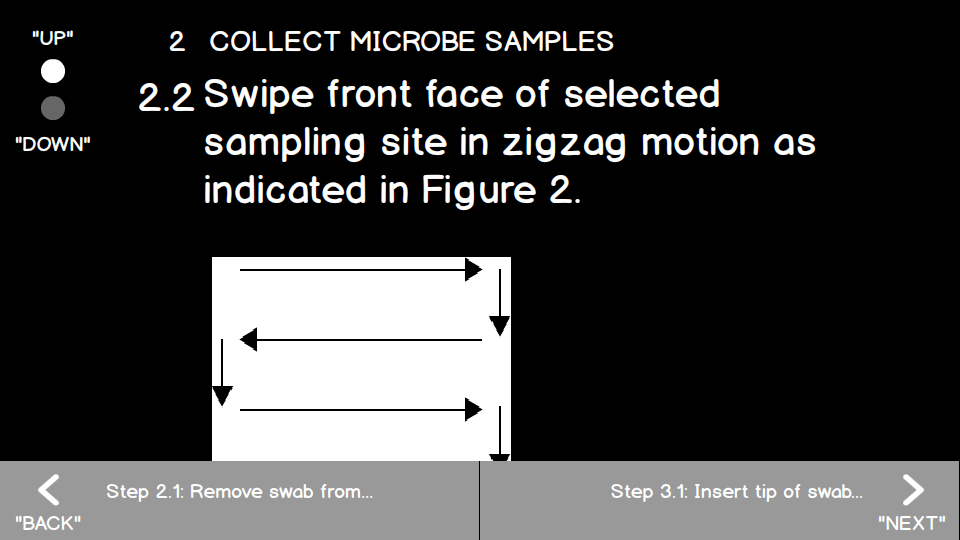 "UP"
2 COLLECT MICROBE SAMPLES
2.2 Swipe front face of selected
sampling site in zigzag motion as
indicated in Figure 2.
"DOWN"
Step 2.1: Remove swab from...
"BACK"
Step 3.1: Insert tip of swab...
"NEXT"